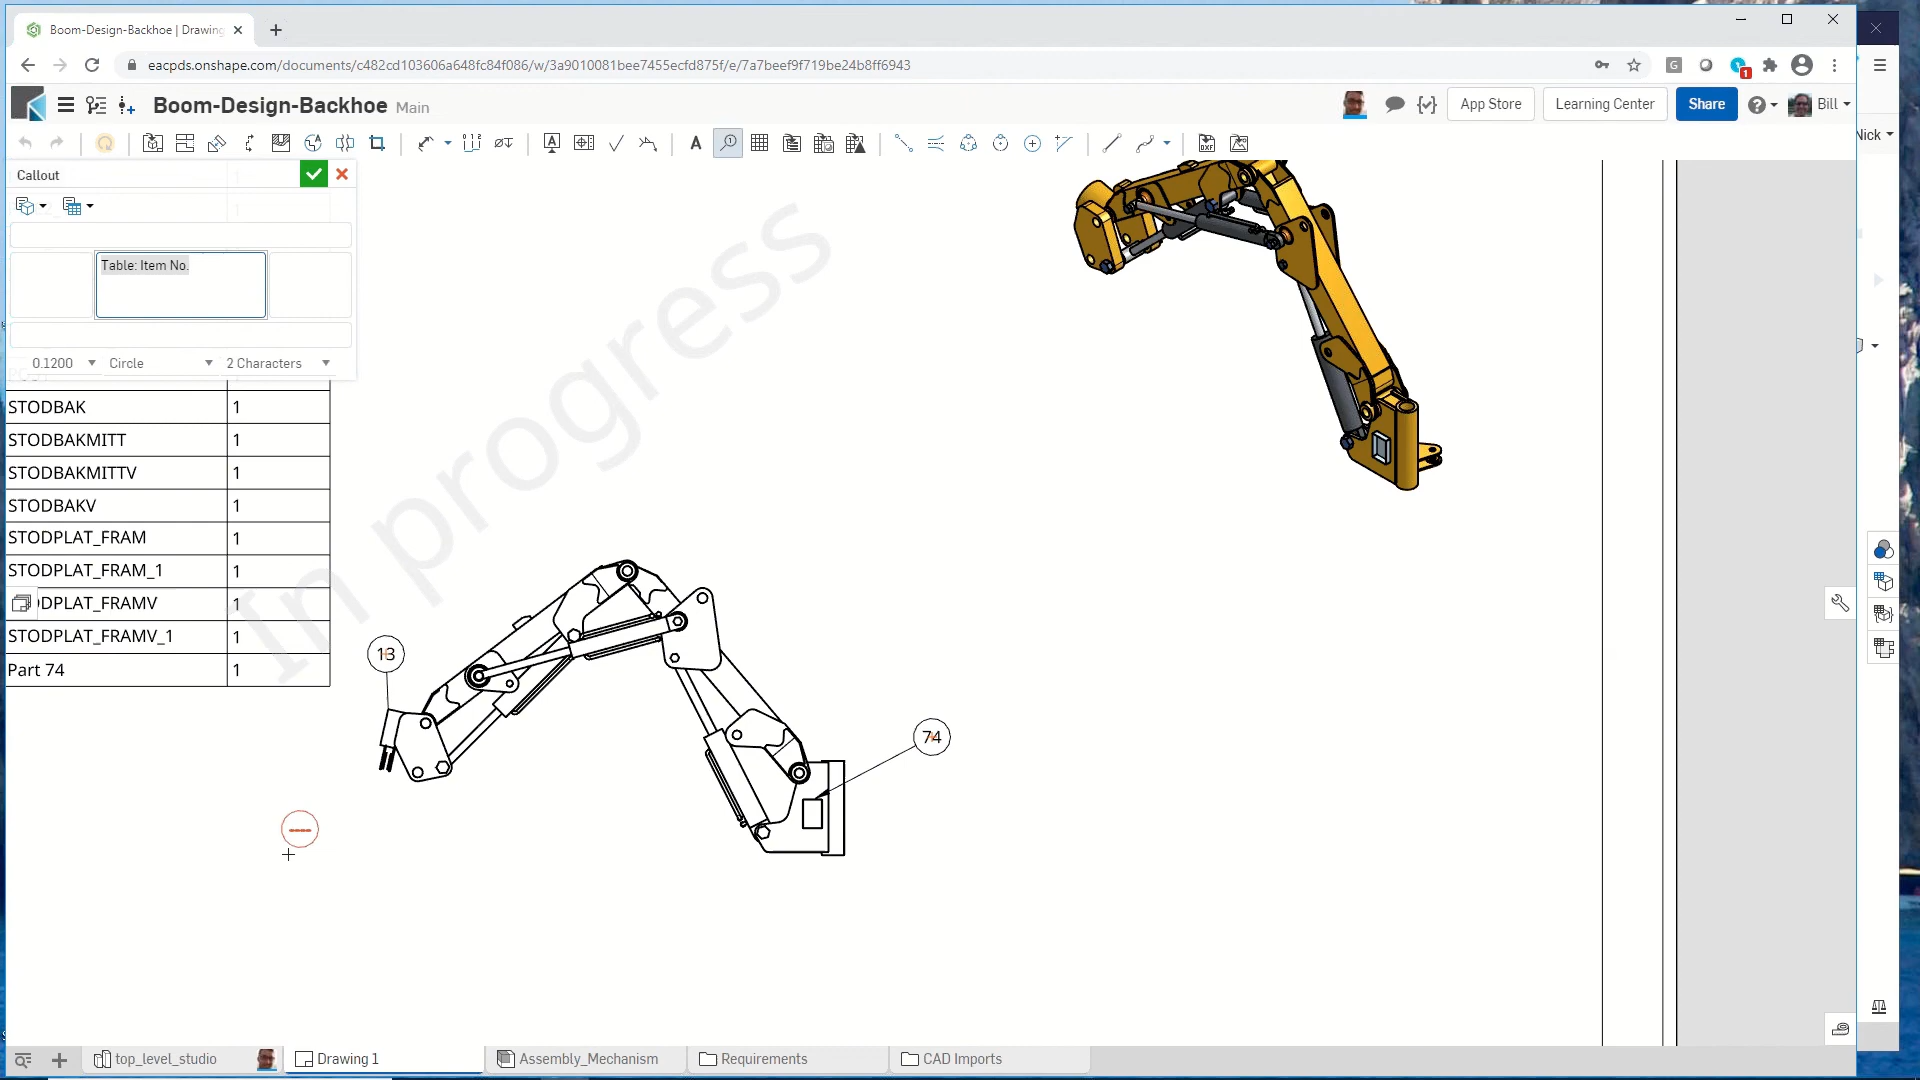 Boom-Design-Backhoe | Drawing
eacpds.onshape.com/documents/c482cd103606a648fc84f086/w/3a9010081bee7455ecfd875f/e/7a7beef9f719be24b8ff6943
1
Boom-Design-Backhoe Main
App Store
Learning Center
Share
Bill
Nick
Callout
Table: Item No.
0.1200
Circle
2 Characters
STODBAK 1
STODBAKMITT 1
STODBAKMITTV 1
STODBAKV 1
STODPLAT_FRAM 1
STODPLAT_FRAM_1 1
DPLAT_FRAMV 1
STODPLAT_FRAMV_1 1
Part 74 1
In progress
13
74
top_level_studio
Drawing 1
Assembly_Mechanism
Requirements
CAD Imports